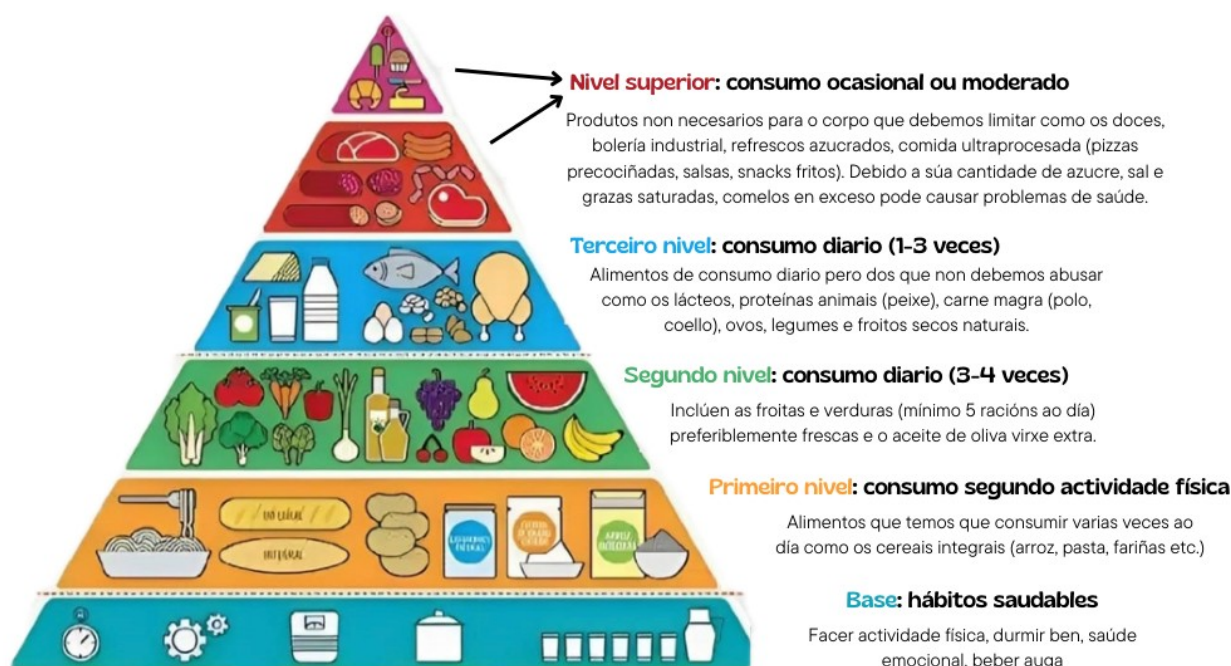 Nivel superior: consumo ocasional ou moderado
Produtos non necesarios para o corpo que debemos limitar como os doces,
bolería industrial, refrescos azucrados, comida ultraprocesada (pizzas
precociñadas, salsas, snacks fritos). Debido a súa cantidade de azucre, sal e
grazas saturadas, comelos en exceso pode causar problemas de saúde.
Terceiro nivel: consumo diario (1-3 veces)
Alimentos de consumo diario pero dos que non debemos abusar
como os lácteos, proteínas animais (peixe), carne magra (polo,
coello), ovos, legumes e froitos secos naturais.
Segundo nivel: consumo diario (3-4 veces)
Inclúen as froitas e verduras (mínimo 5 racións ao día)
preferiblemente frescas e o aceite de oliva virxe extra.
Primeiro nivel: consumo segundo actividade física
Alimentos que temos que consumir varias veces ao
día como os cereais integrais (arroz, pasta, fariñas etc.)
Base: hábitos saudables
Facer actividade física, durmir ben, saúde
emocional, beber auga